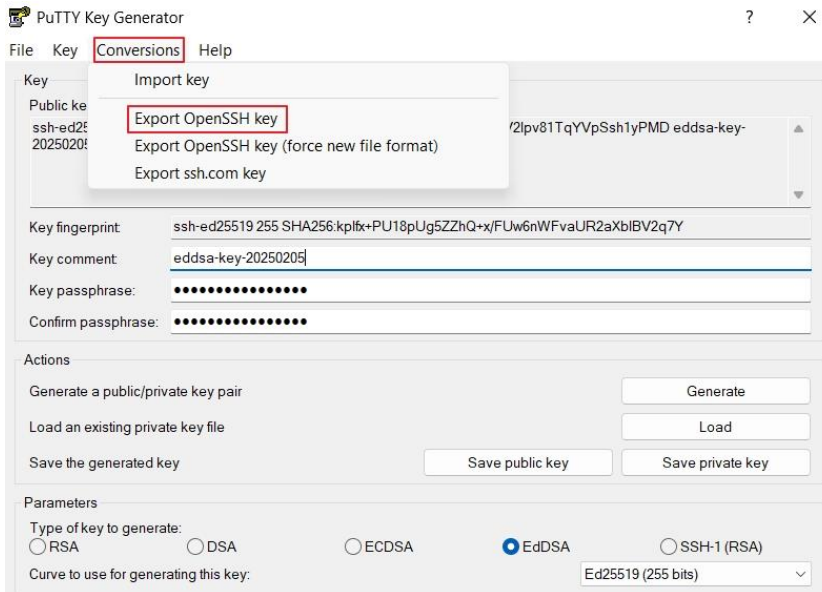 PuTTY Key Generator
? ×
File Key Conversions Help
Import key
Export OpenSSH key
Export OpenSSH key (force new file format)
Export ssh.com key
Key
Public ke
ssh-ed25 /2Ipv81TqYVpSsh1yPMD eddsa-key-
20250205
Key fingerprint: ssh-ed25519 255 SHA256:kpIfx+PU18pUg5ZZhQ+x/FUw6nWFvaUR2aXbIBV2q7Y
Key comment: eddsa-key-20250205
Key passphrase: ••••••••••••••••
Confirm passphrase: ••••••••••••••••
Actions
Generate a public/private key pair Generate
Load an existing private key file Load
Save the generated key Save public key Save private key
Parameters
Type of key to generate:
RSA DSA ECDSA EdDSA SSH-1 (RSA)
Curve to use for generating this key: Ed25519 (255 bits)